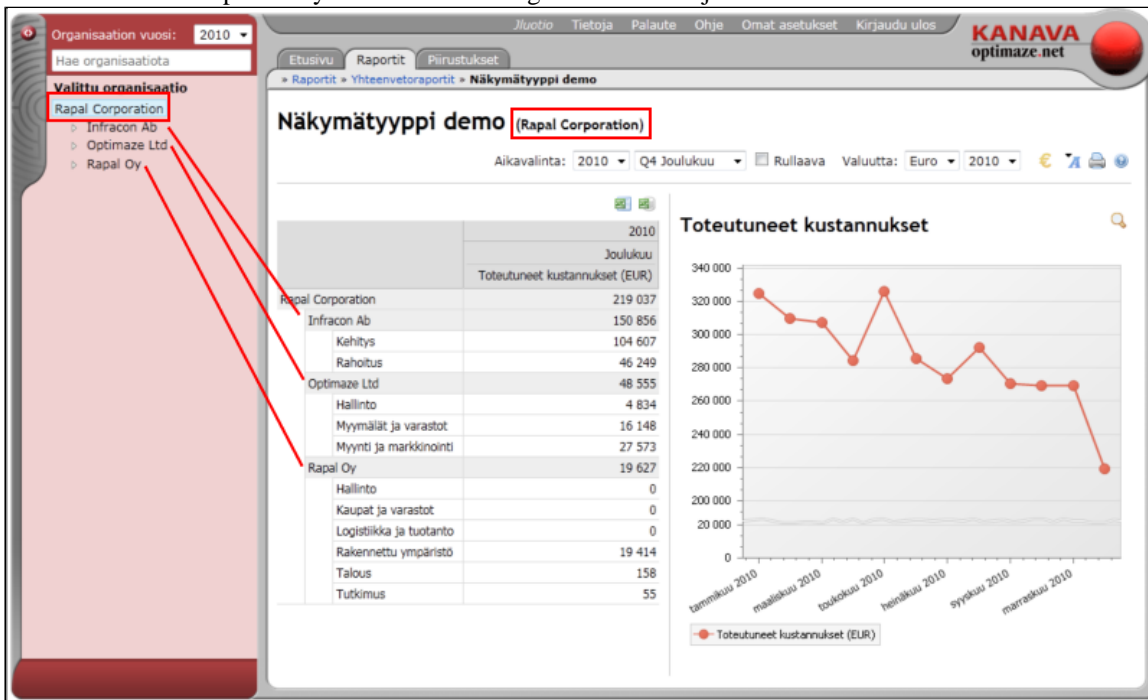 Jluotio Tietoja Palaute Ohje Omat asetukset Kirjaudu ulos
KANAVA
optimaze.net
Organisaation vuosi: 2010
Hae organisaatiota
Valittu organisaatio
Rapal Corporation
Infracon Ab
Optimaze Ltd
Rapal Oy
Etusivu Raportit Piirustukset
» Raportit » Yhteenvetoraportit » Näkymätyyppi demo
Näkymätyyppi demo (Rapal Corporation)
Aikavalinta: 2010 Q4 Joulukuu Rullaava Valuutta: Euro 2010
2010
Joulukuu
Toteutuneet kustannukset (EUR)
Rapal Corporation 219 037
Infracon Ab 150 856
Kehitys 104 607
Rahoitus 46 249
Optimaze Ltd 48 555
Hallinto 4 834
Myymälät ja varastot 16 148
Myynti ja markkinointi 27 573
Rapal Oy 19 627
Hallinto 0
Kaupat ja varastot 0
Logistiikka ja tuotanto 0
Rakennettu ympäristö 19 414
Talous 158
Tutkimus 55
Toteutuneet kustannukset
340 000
320 000
300 000
280 000
260 000
240 000
220 000
200 000
20 000
0
tammikuu 2010
maaliskuu 2010
toukokuu 2010
heinäkuu 2010
syyskuu 2010
marraskuu 2010
Toteutuneet kustannukset (EUR)